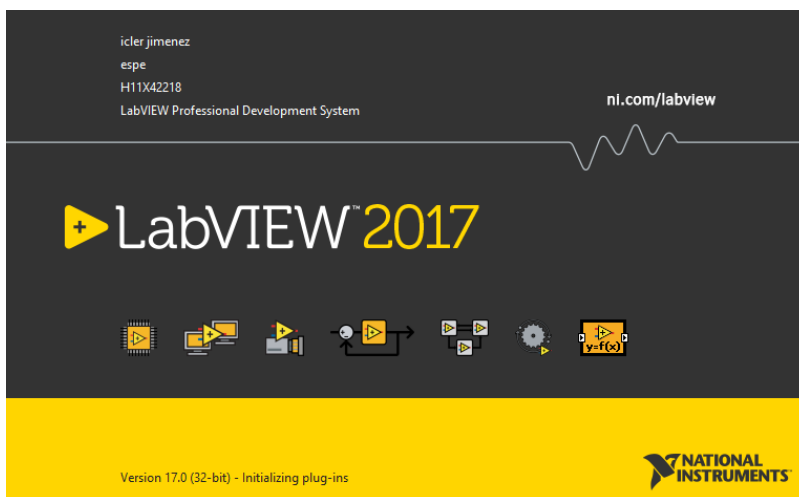 icler jimenez
espe
H11X42218
LabVIEW Professional Development System
ni.com/labview
LabVIEW™ 2017
y=f(x)
Version 17.0 (32-bit) - Initializing plug-ins
NATIONAL
INSTRUMENTS